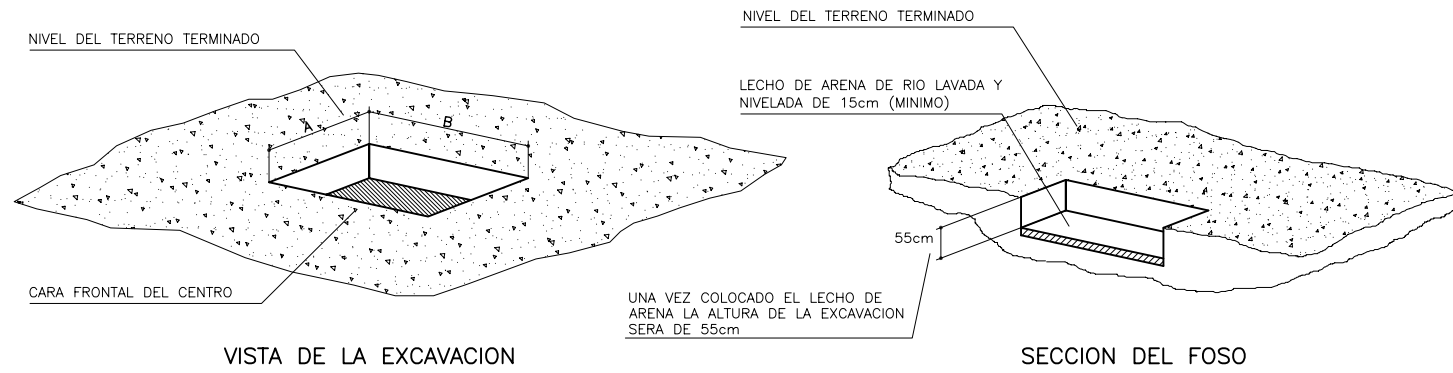 NIVEL DEL TERRENO TERMINADO
A
B
CARA FRONTAL DEL CENTRO
VISTA DE LA EXCAVACION
NIVEL DEL TERRENO TERMINADO
LECHO DE ARENA DE RIO LAVADA Y
NIVELADA DE 15cm (MINIMO)
55cm
UNA VEZ COLOCADO EL LECHO DE
ARENA LA ALTURA DE LA EXCAVACION
SERA DE 55cm
SECCION DEL FOSO